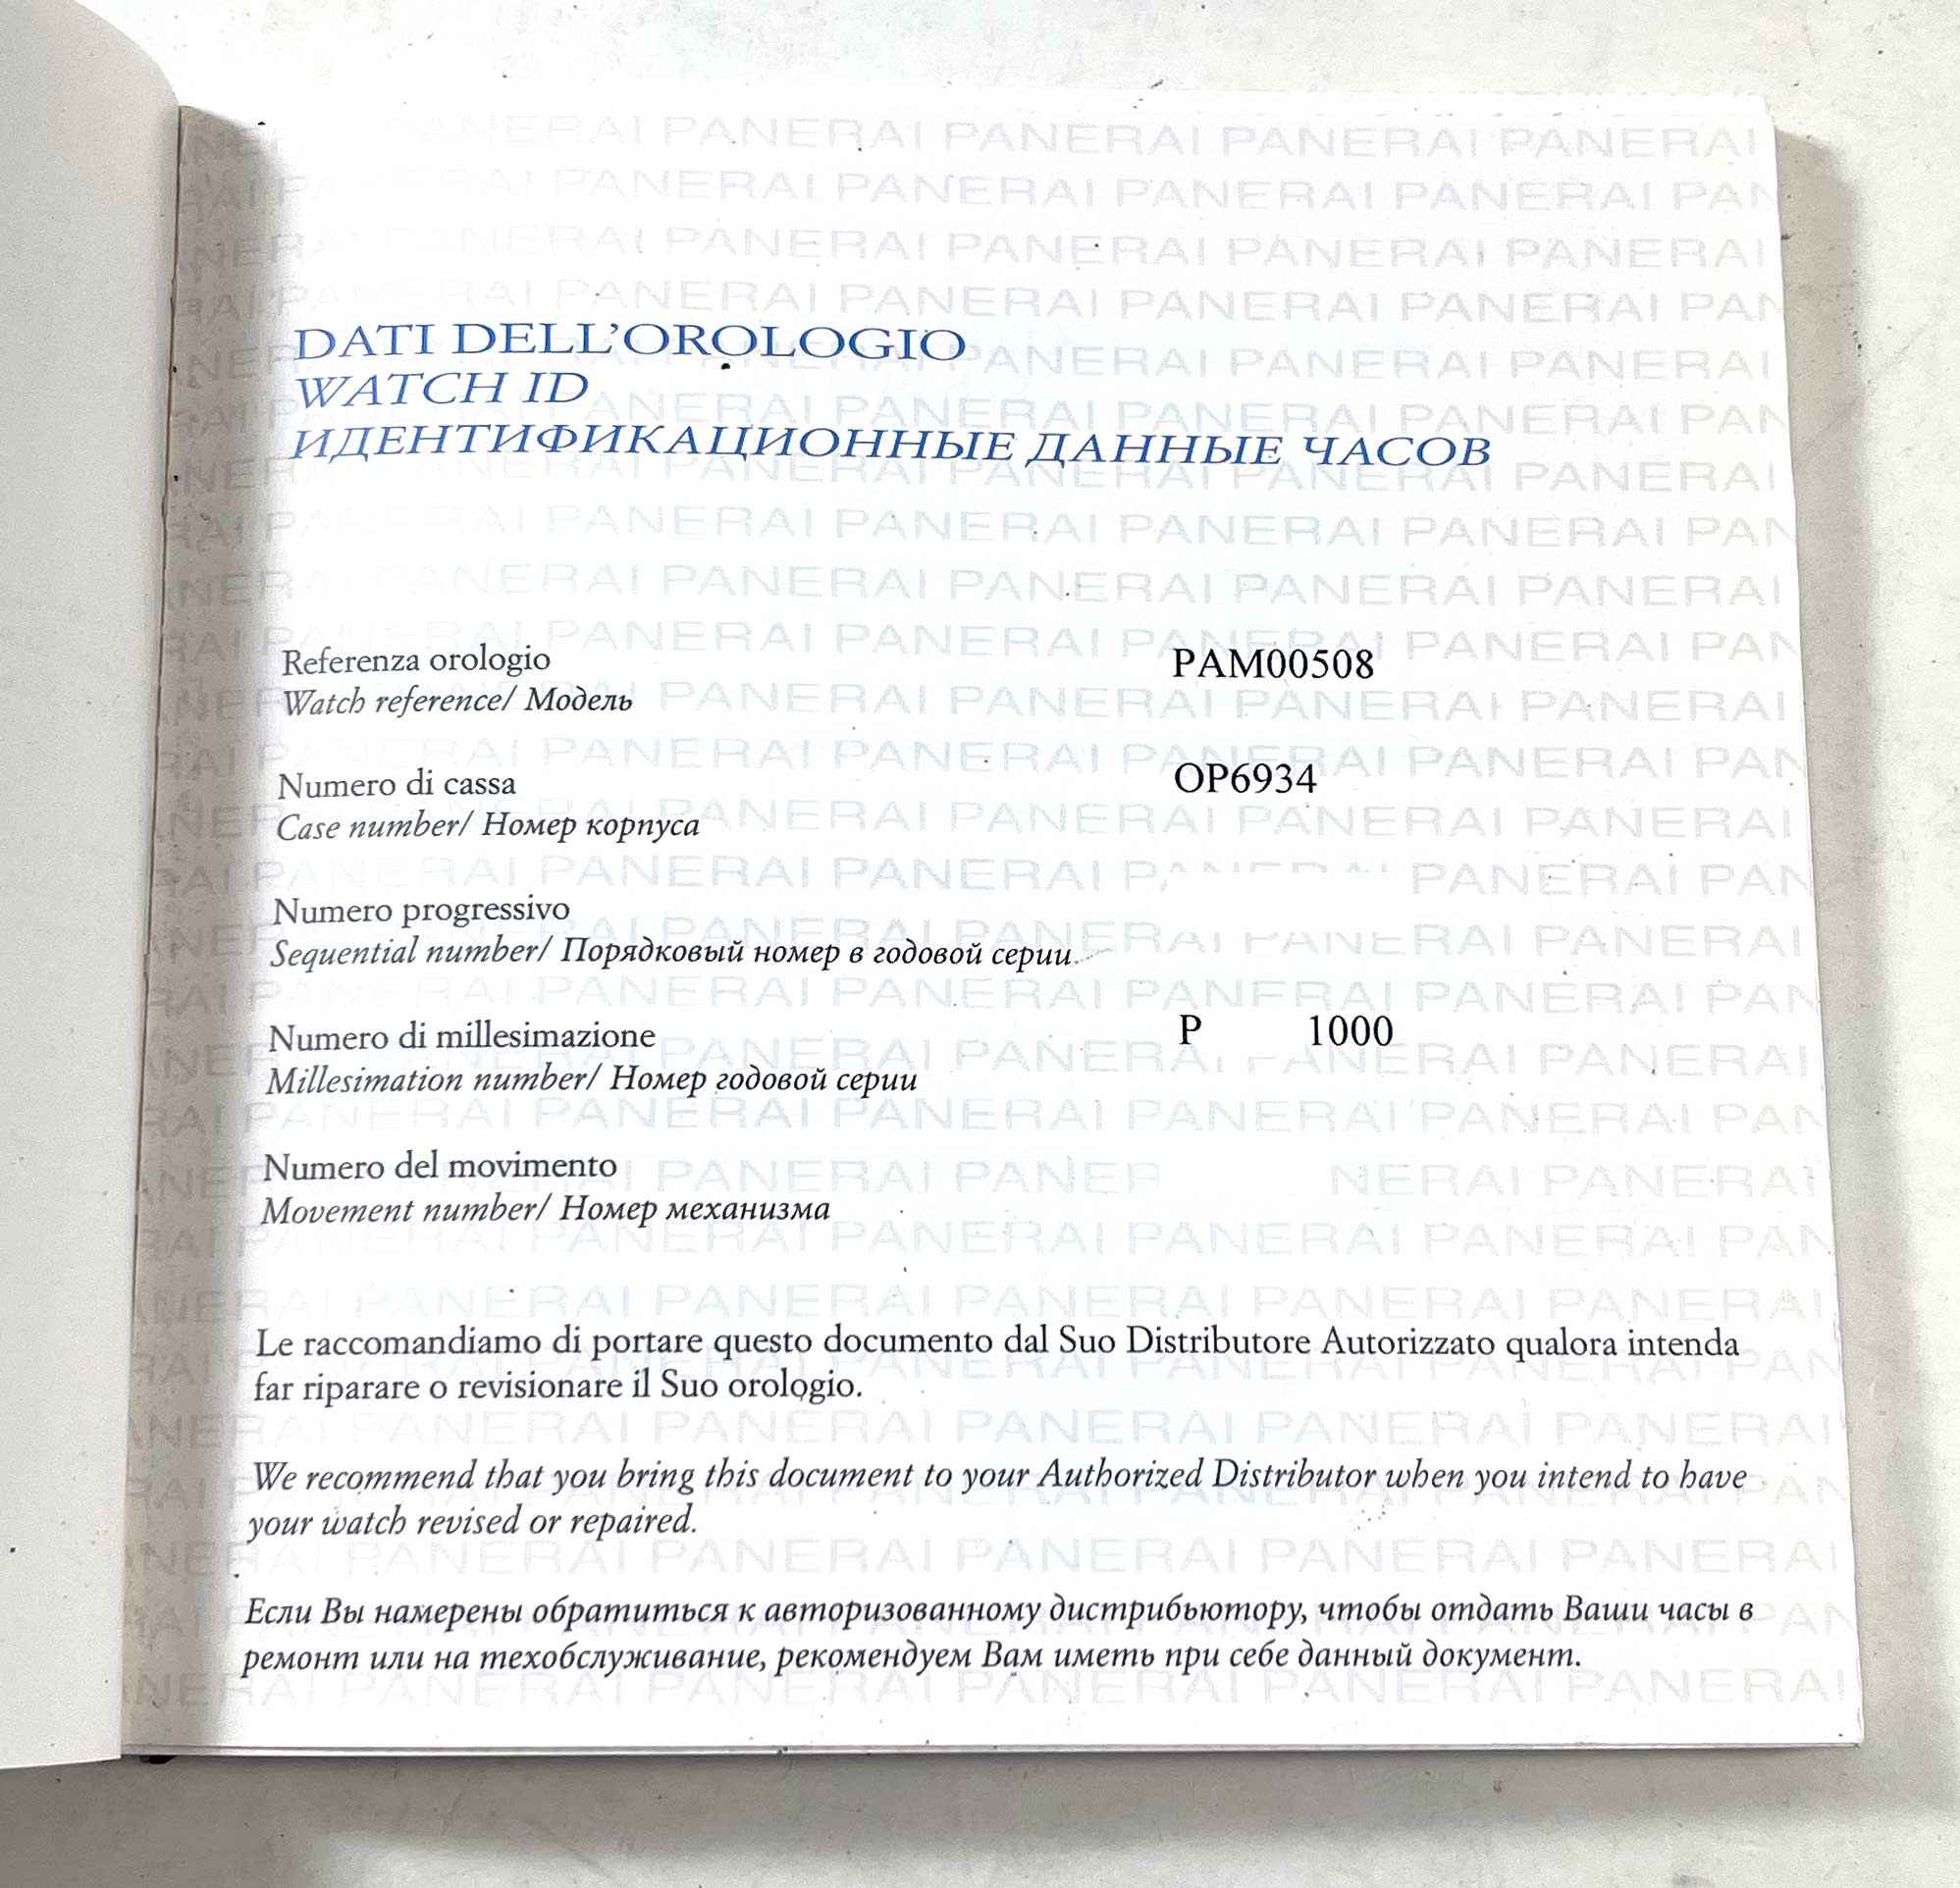 PANERAI PANERAI PANERAI PANERAI PANERAI
DATI DELL’OROLOGIO
WATCH ID
ИДЕНТИФИКАЦИОННЫЕ ДАННЫЕ ЧАСОВ
Referenza orologio PAM00508
Watch reference/ Модель
Numero di cassa OP6934
Case number/ Номер корпуса
Numero progressivo
Sequential number/ Порядковый номер в годовой серии
Numero di millesimazione P 1000
Millesimation number/ Номер годовой серии
Numero del movimento
Movement number/ Номер механизма
Le raccomandiamo di portare questo documento dal Suo Distributore Autorizzato qualora intenda
far riparare o revisionare il Suo orologio.
We recommend that you bring this document to your Authorized Distributor when you intend to have
your watch revised or repaired.
Если Вы намерены обратиться к авторизованному дистрибьютору, чтобы отдать Ваши часы в
ремонт или на техобслуживание, рекомендуем Вам иметь при себе данный документ.